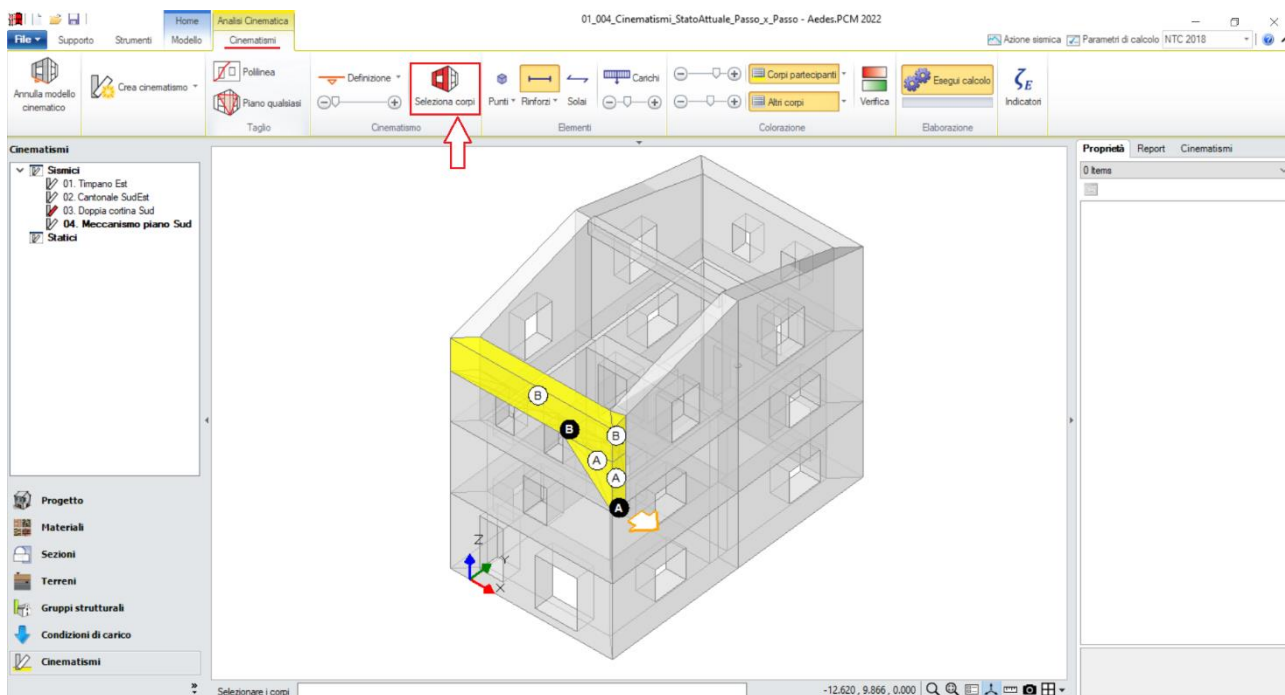 01_004_Cinematismi_StatoAttuale_Passo_x_Passo - Aedes.PCM 2022
Home
Analisi Cinematica
File
Supporto
Strumenti
Modello
Cinematismi
Azione sismica
Parametri di calcolo
NTC 2018
Annulla modello
cinematico
Crea cinematismo
Polilinea
Piano qualsiasi
Taglio
Definizione
Seleziona corpi
Cinematismo
Punti
Rinforzi
Solai
Carichi
Elementi
Corpi partecipanti
Altri corpi
Colorazione
Verifica
Esegui calcolo
Elaborazione
ζE
Indicatori
Cinematismi
Sismici
01. Timpano Est
02. Cantonale SudEst
03. Doppia cortina Sud
04. Meccanismo piano Sud
Statici
B
B
B
A
A
A
Z
Y
X
Proprietà
Report
Cinematismi
0 Items
Progetto
Materiali
Sezioni
Terreni
Gruppi strutturali
Condizioni di carico
Cinematismi
Selezionare i corpi
-12.620 , 9.866 , 0.000